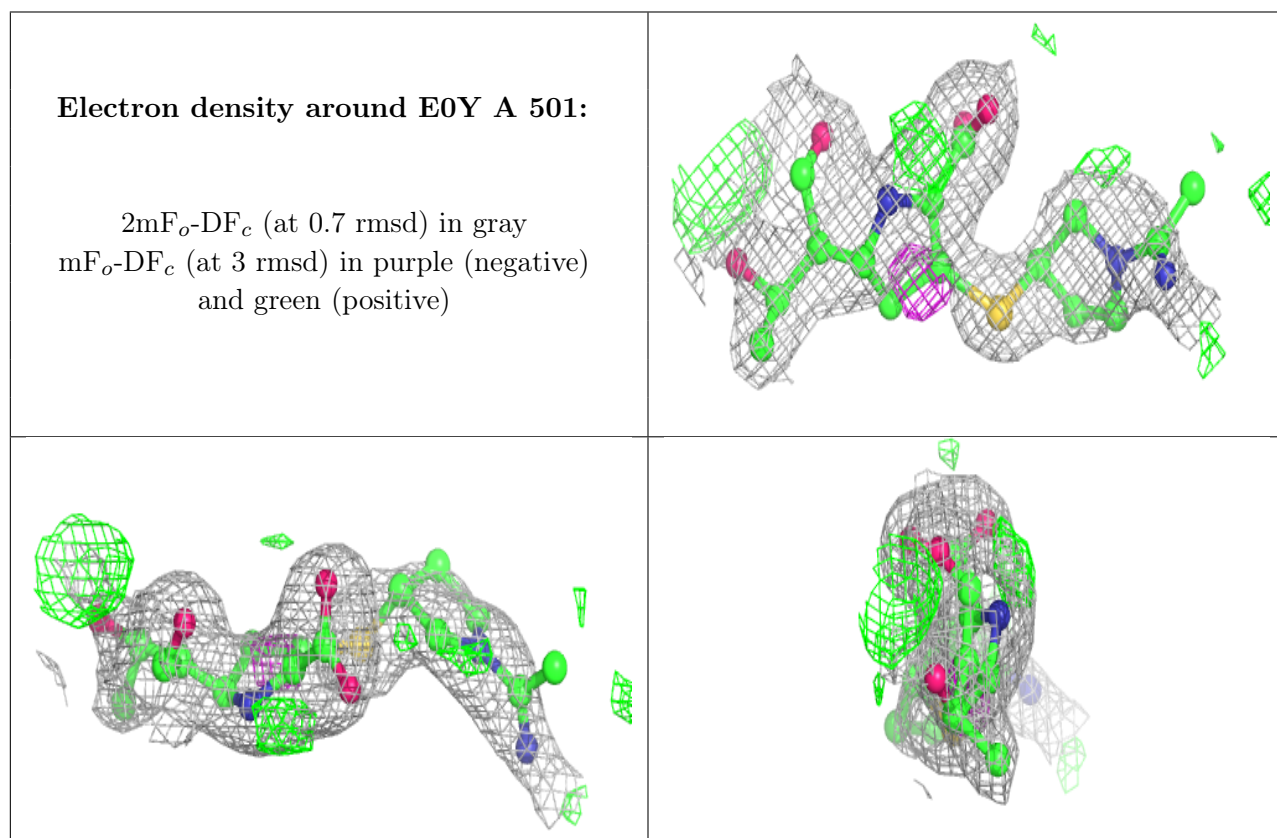 Electron density around E0Y A 501:
2mFo-DFc (at 0.7 rmsd) in gray
mFo-DFc (at 3 rmsd) in purple (negative)
and green (positive)